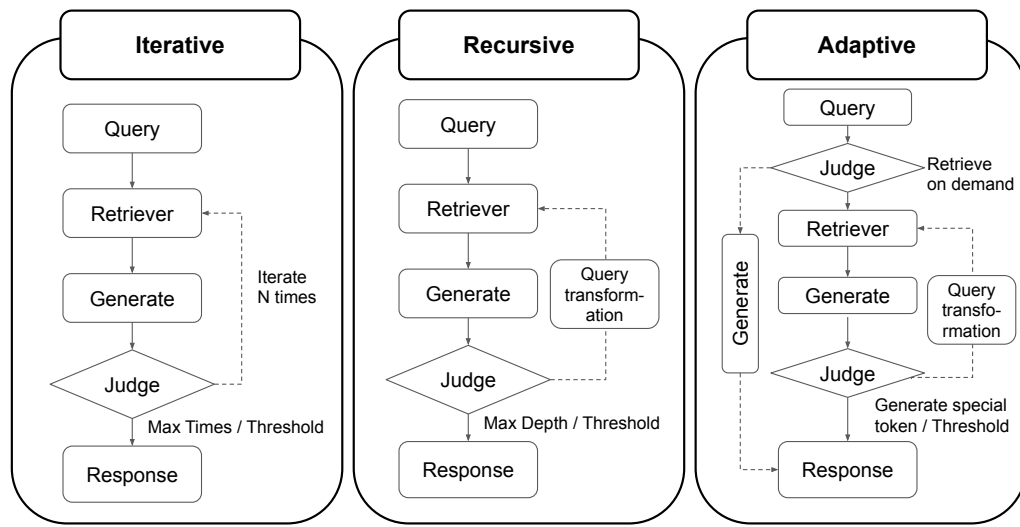 Iterative
Query
Retriever
Iterate
N times
Generate
Judge
Max Times / Threshold
Response
Recursive
Query
Retriever
Generate
Query
transform-
ation
Judge
Max Depth / Threshold
Response
Adaptive
Query
Judge
Retrieve
on demand
Retriever
Generate
Generate
Query
transfo-
rmation
Judge
Generate special
token / Threshold
Response